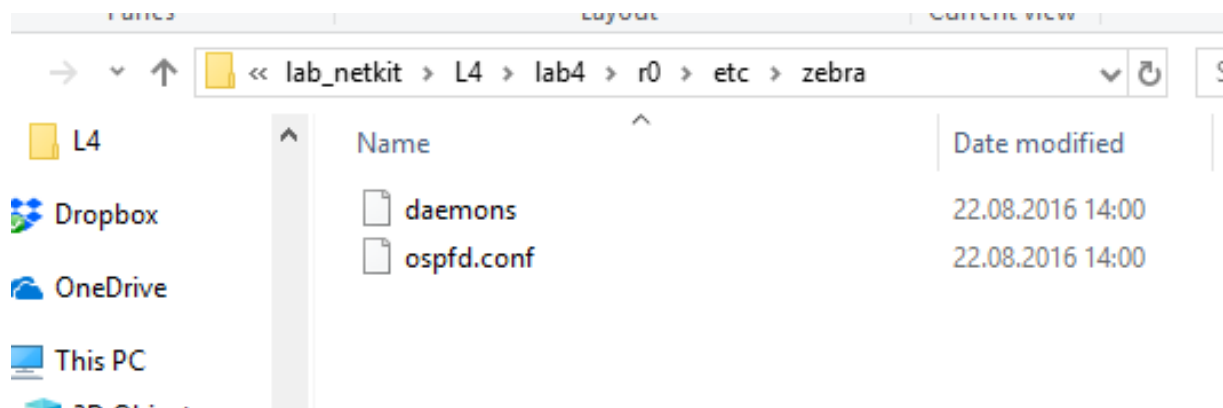 « lab_netkit > L4 > lab4 > r0 > etc > zebra
L4
Name Date modified
Dropbox
daemons 22.08.2016 14:00
ospfd.conf 22.08.2016 14:00
OneDrive
This PC